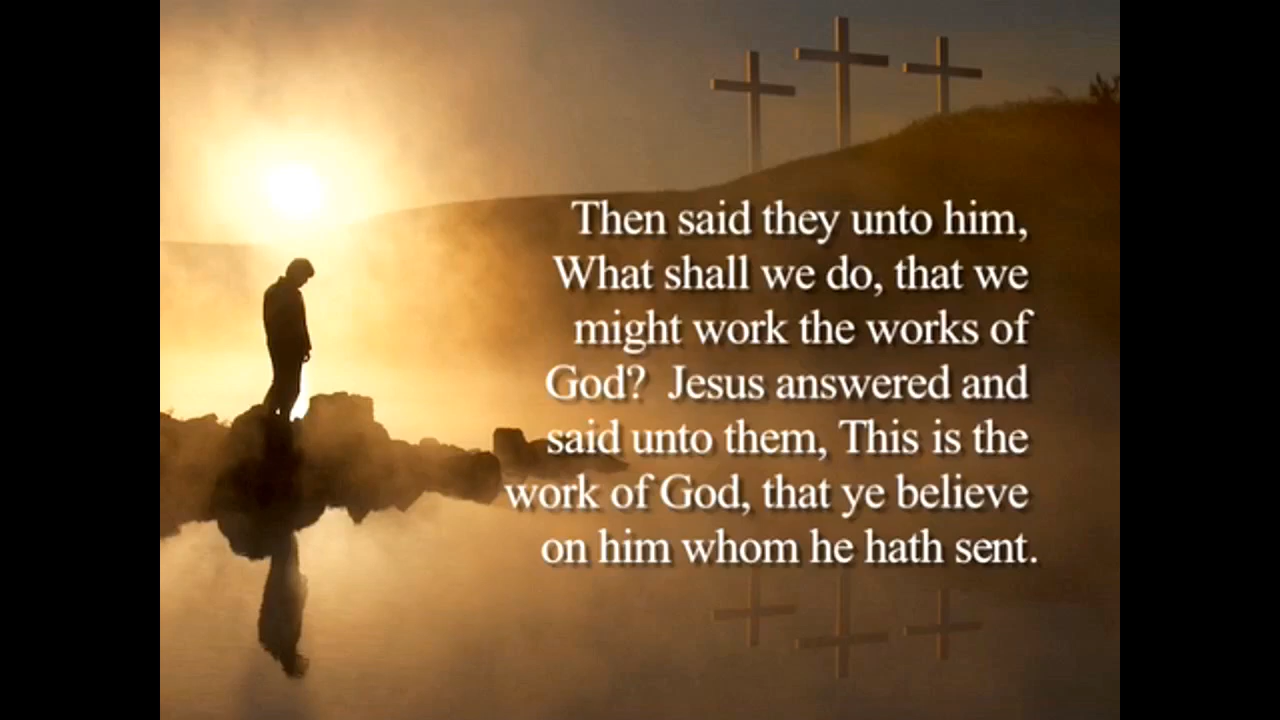 Then said they unto him,
What shall we do, that we
might work the works of
God?  Jesus answered and
said unto them, This is the
work of God, that ye believe
on him whom he hath sent.